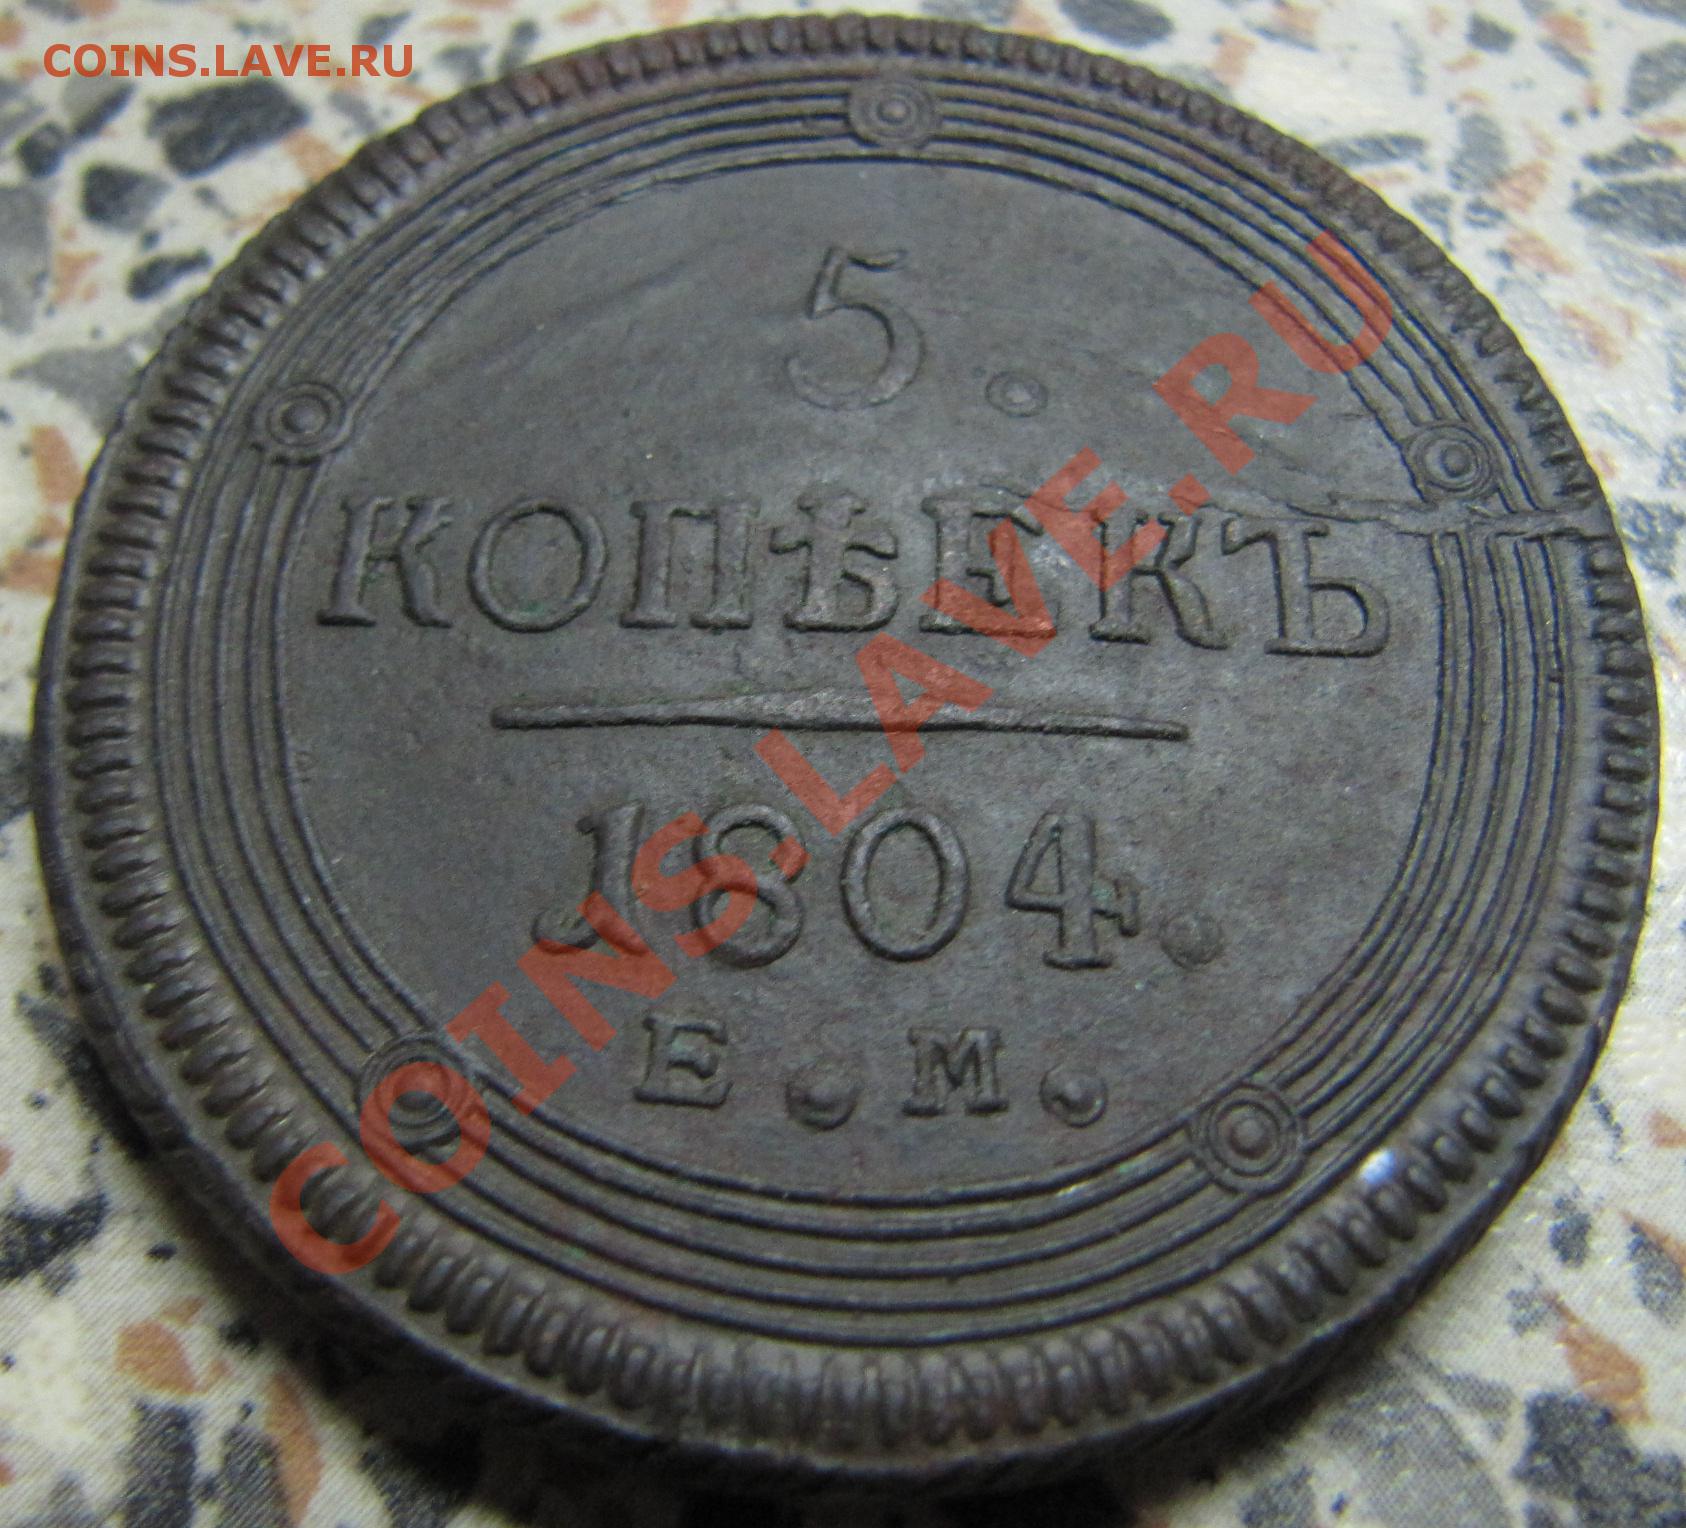 COINS.LAVE.RU
5.
КОПѢЕКЪ
1804.
Е. М.
COINS.LAVE.RU